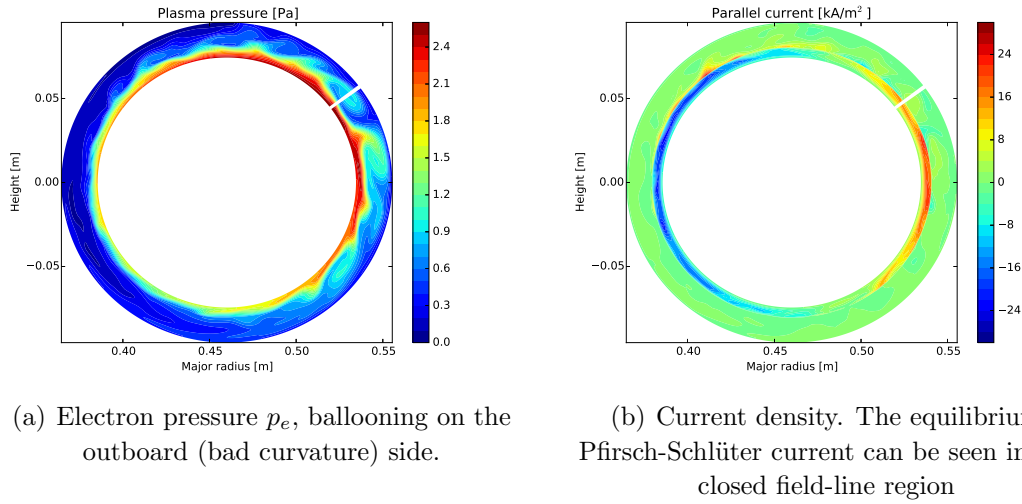 Plasma pressure [Pa]
Height [m]
0.05
0.00
−0.05
0.40
0.45
0.50
0.55
Major radius [m]
2.4
2.1
1.8
1.5
1.2
0.9
0.6
0.3
0.0
(a) Electron pressure pₑ, ballooning on the
outboard (bad curvature) side.
Parallel current [kA/m²]
Height [m]
0.05
0.00
−0.05
0.40
0.45
0.50
0.55
Major radius [m]
24
16
8
0
−8
−16
−24
(b) Current density. The equilibriu
Pfirsch-Schlüter current can be seen in
closed field-line region